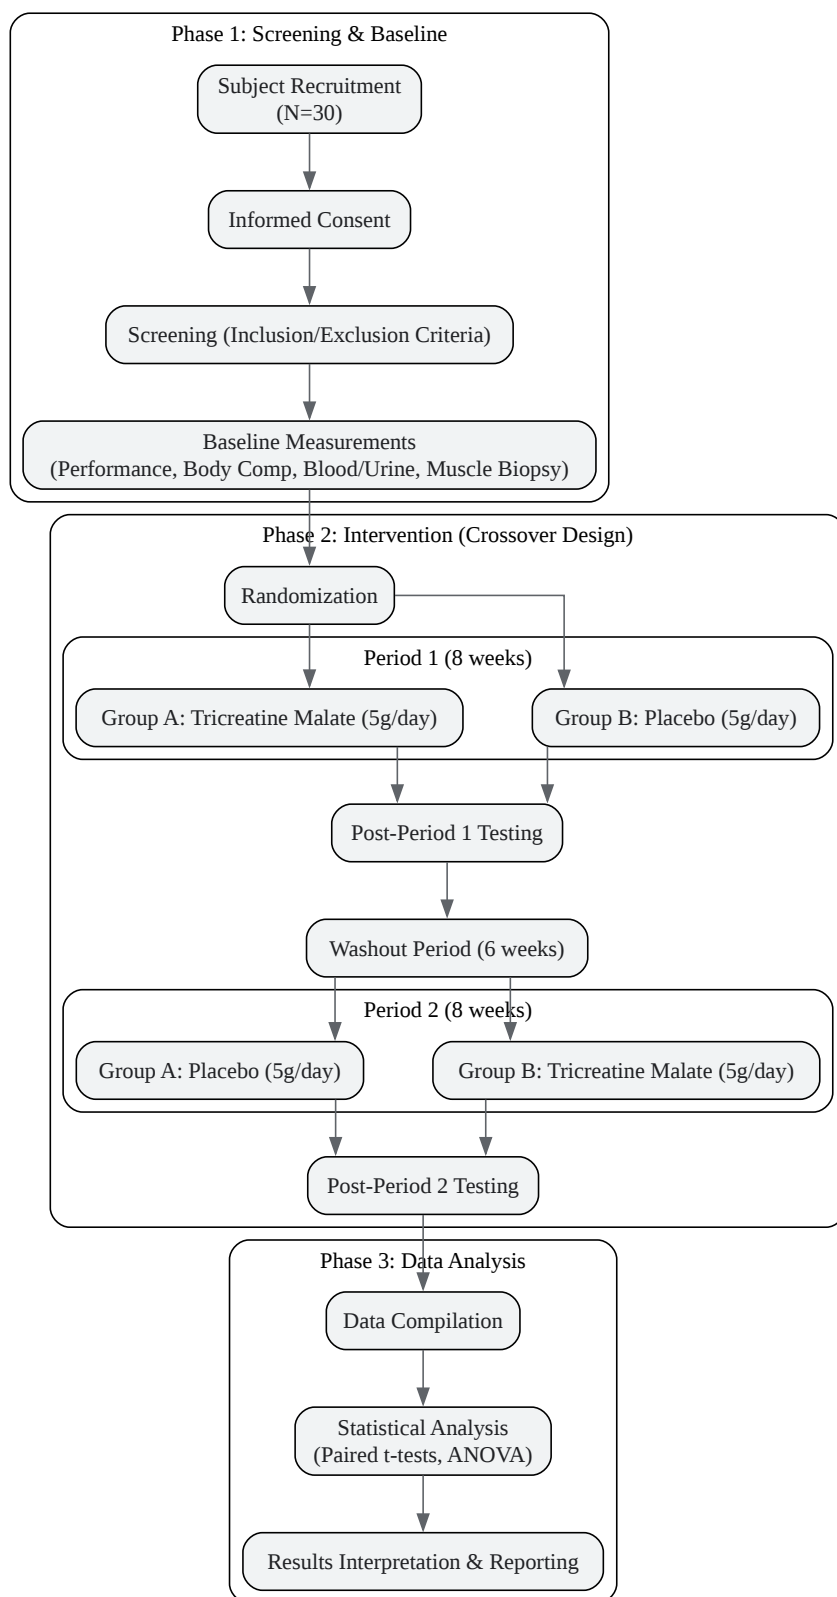 Phase 1: Screening & Baseline
Subject Recruitment
(N=30)
Informed Consent
Screening (Inclusion/Exclusion Criteria)
Baseline Measurements
(Performance, Body Comp, Blood/Urine, Muscle Biopsy)
Phase 2: Intervention (Crossover Design)
Randomization
Period 1 (8 weeks)
Group A: Tricreatine Malate (5g/day)
Group B: Placebo (5g/day)
Post-Period 1 Testing
Washout Period (6 weeks)
Period 2 (8 weeks)
Group A: Placebo (5g/day)
Group B: Tricreatine Malate (5g/day)
Post-Period 2 Testing
Phase 3: Data Analysis
Data Compilation
Statistical Analysis
(Paired t-tests, ANOVA)
Results Interpretation & Reporting